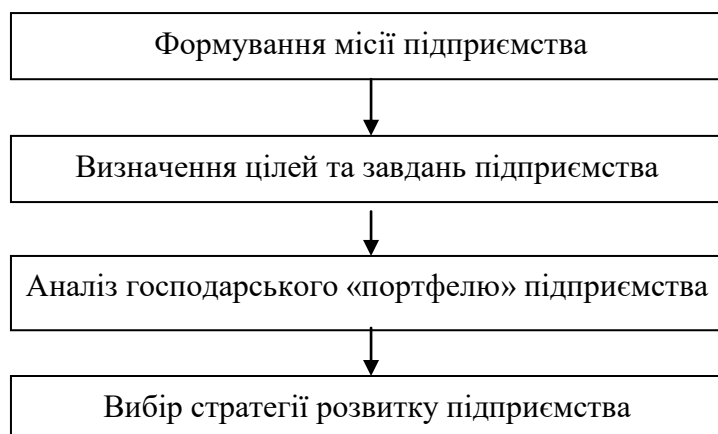 Формування місії підприємства
Визначення цілей та завдань підприємства
Аналіз господарського «портфелю» підприємства
Вибір стратегії розвитку підприємства